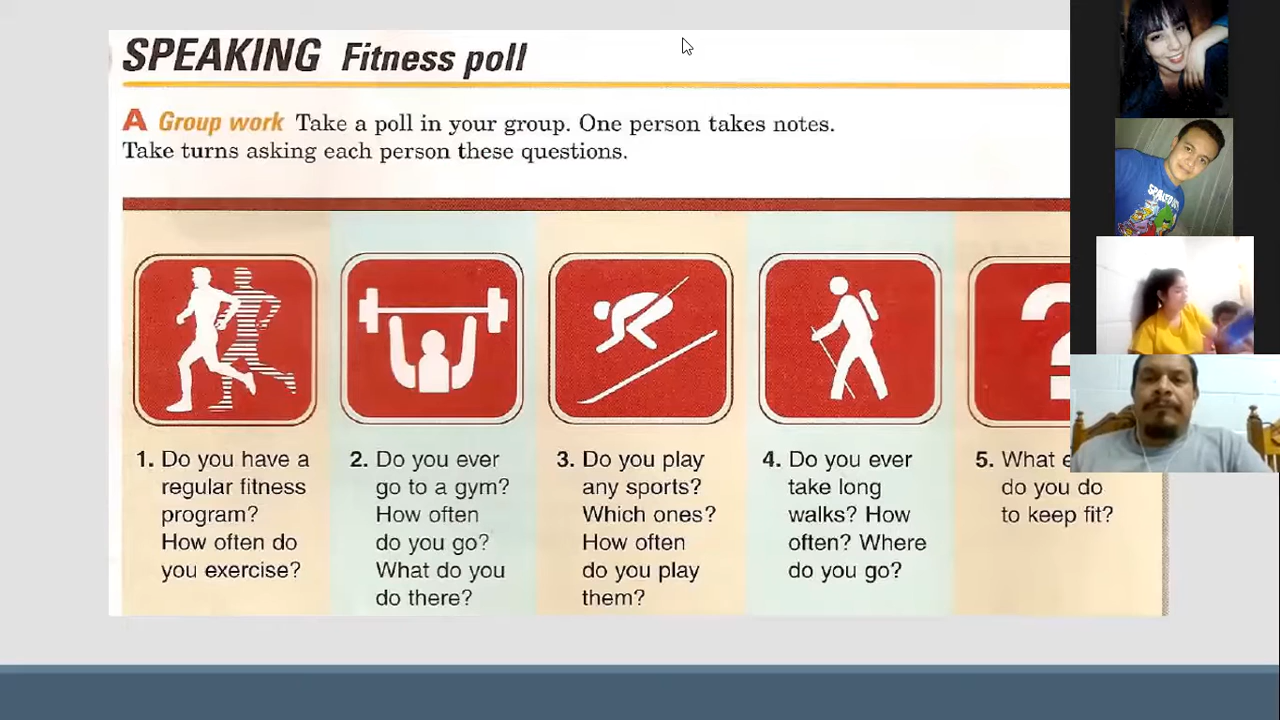 SPEAKING Fitness poll
A Group work Take a poll in your group. One person takes notes.
Take turns asking each person these questions.
1. Do you have a
regular fitness
program?
How often do
you exercise?
2. Do you ever
go to a gym?
How often
do you go?
What do you
do there?
3. Do you play
any sports?
Which ones?
How often
do you play
them?
4. Do you ever
take long
walks? How
often? Where
do you go?
5. What
do you do
to keep fit?